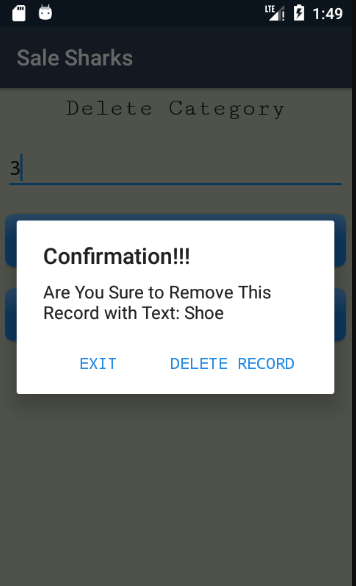 LTE 1:49
Sale Sharks
Delete Category
3
Confirmation!!!
Are You Sure to Remove This
Record with Text: Shoe
EXIT DELETE RECORD